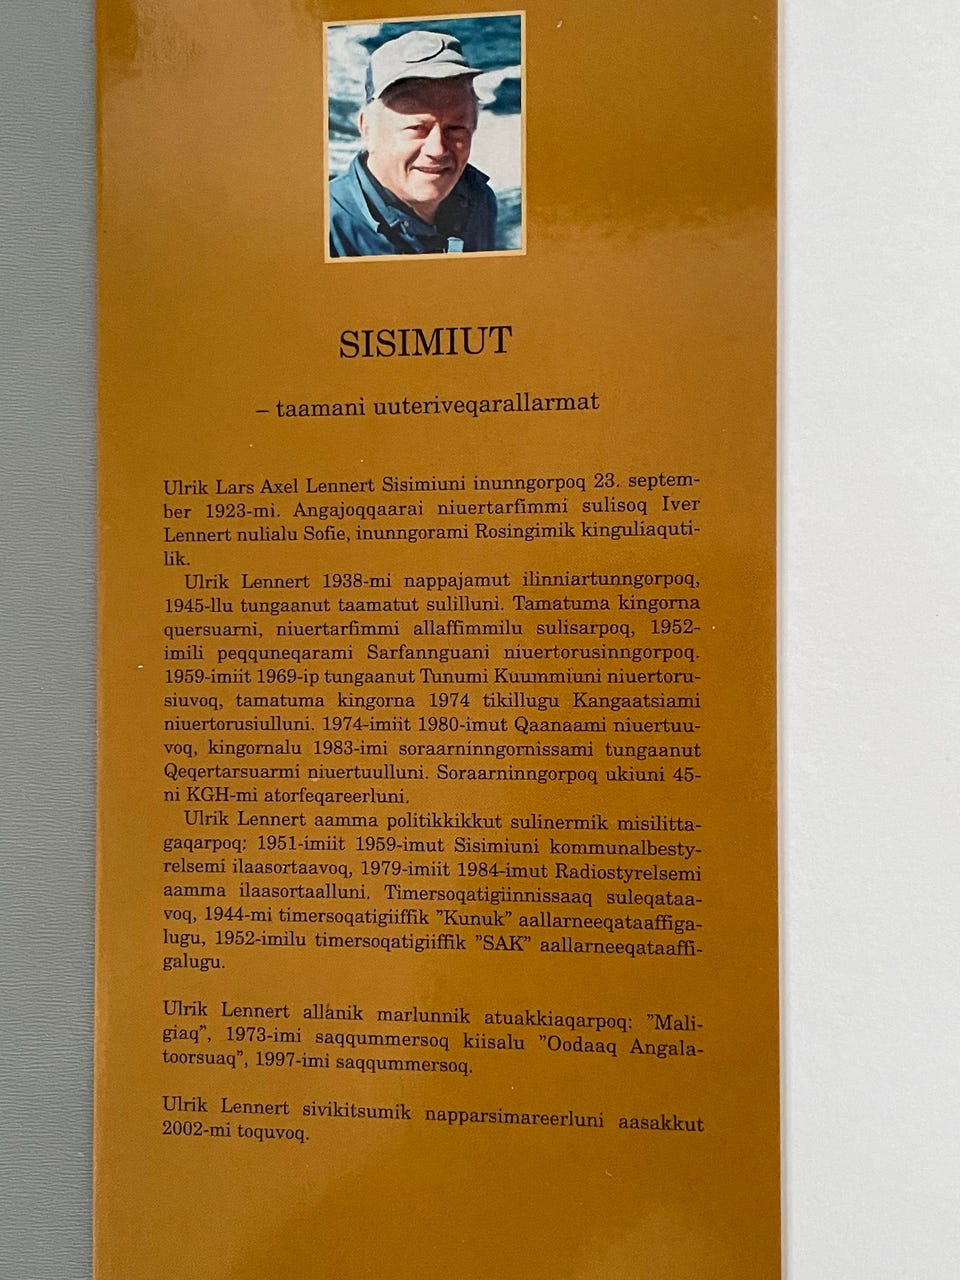 SISIMIUT
– taamani uuteriveqarallarmat
Ulrik Lars Axel Lennert Sisimiuni inunngorpoq 23. septem-
ber 1923-mi. Angajoqqaarai niuertarfimmi sulisoq Iver
Lennert nulialu Sofie, inunngorami Rosingimik kinguliaquti-
lik.
Ulrik Lennert 1938-mi nappajamut ilinniartunngorpoq,
1945-llu tungaanut taamatut sulilluni. Tamatuma kingorna
quersuarni, niuertarfimmi allaffimmilu sulisarpoq, 1952-
imili peqquneqarami Sarfannguani niuertorusinngorpoq.
1959-imiit 1969-ip tungaanut Tunumi Kuummiuni niuertoru-
siuvoq, tamatuma kingorna 1974 tikillugu Kangaatsiami
niuertorusiulluni. 1974-imiit 1980-imut Qaanaami niuertuu-
voq, kingornalu 1983-imi soraarninngornissami tungaanut
Qeqertarsuarmi niuertuulluni. Soraarninngorpoq ukiuni 45-
ni KGH-mi atorfeqareerluni.
Ulrik Lennert aamma politikkikkut sulinermik misilitta-
gaqarpoq: 1951-imiit 1959-imut Sisimiuni kommunalbesty-
relsemi ilaasortaavoq, 1979-imiit 1984-imut Radiostyrelsemi
aamma ilaasortaalluni. Timersoqatigiinnissaaq suleqataa-
voq, 1944-mi timersoqatigiiffik ”Kunuk” aallarneeqataaffiga-
lugu, 1952-imilu timersoqatigiiffik ”SAK” aallarneeqataaffi-
galugu.
Ulrik Lennert allanik marlunnik atuakkiaqarpoq: ”Mali-
giaq”, 1973-imi saqqummersoq kiisalu ”Oodaaq Angala-
toorsuaq”, 1997-imi saqqummersoq.
Ulrik Lennert sivikitsumik napparsimareerluni aasakkut
2002-mi toquvoq.